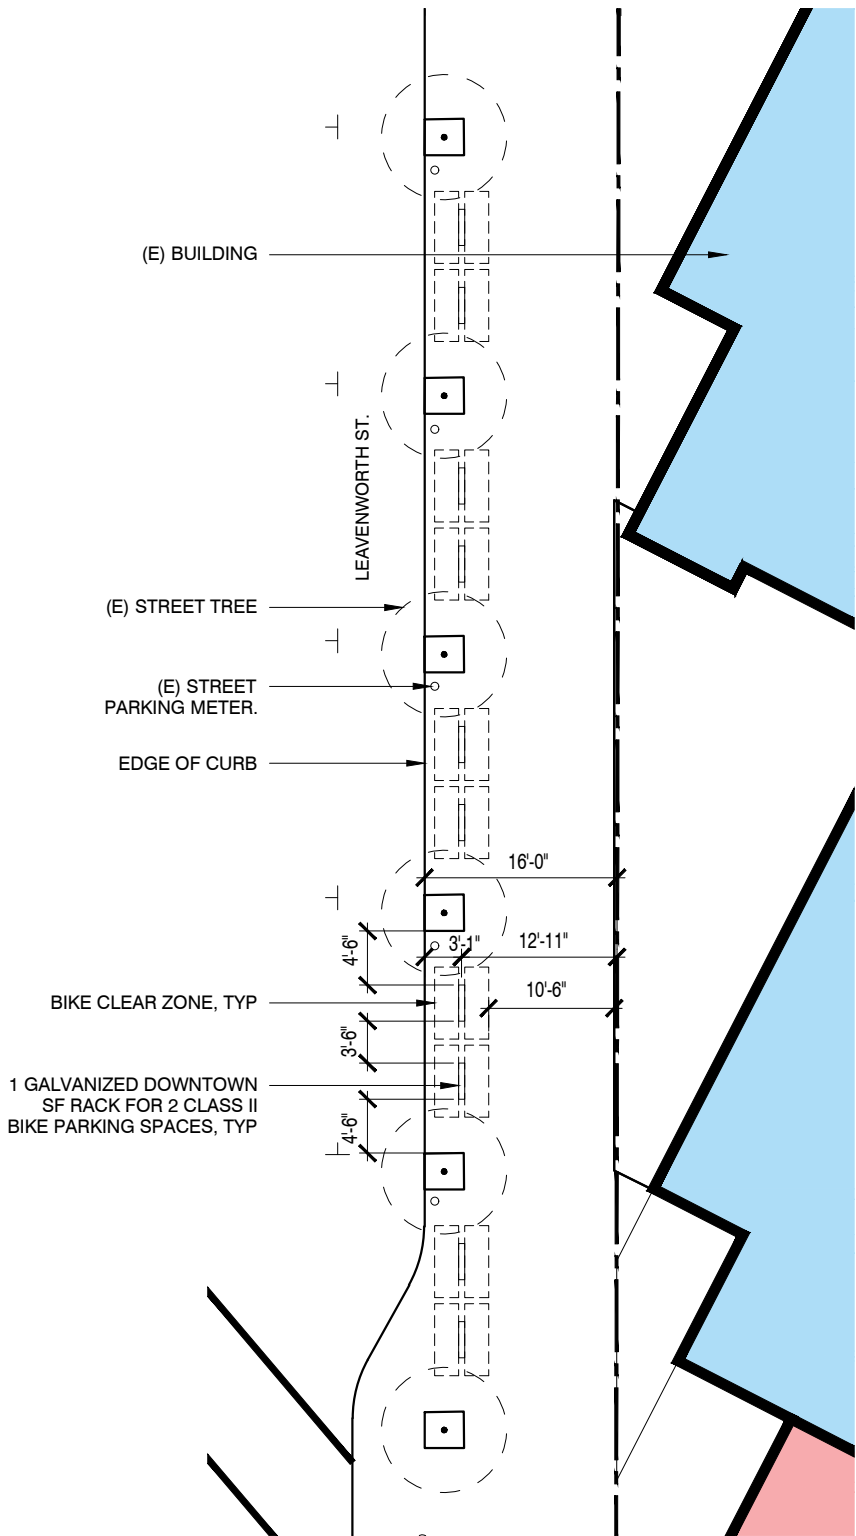 (E) BUILDING
LEAVENWORTH ST.
(E) STREET TREE
(E) STREET
PARKING METER.
EDGE OF CURB
16'-0"
4'-6"
3'-1"
12'-11"
BIKE CLEAR ZONE, TYP
10'-6"
3'-6"
1 GALVANIZED DOWNTOWN
SF RACK FOR 2 CLASS II
BIKE PARKING SPACES, TYP
4'-6"